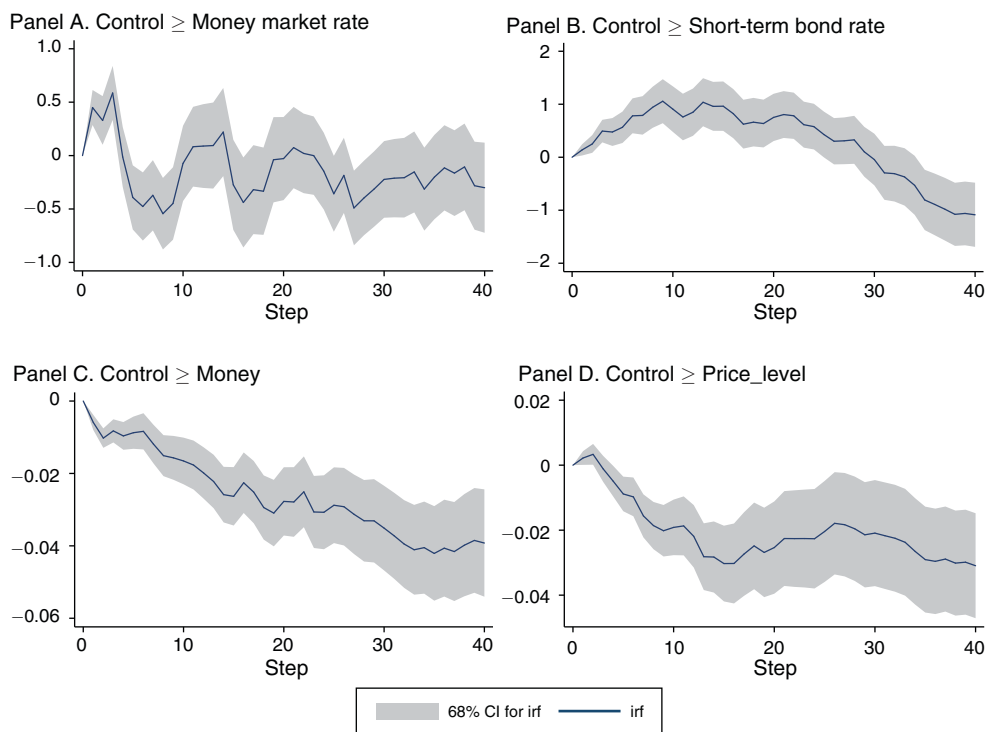 Panel A. Control ≥ Money market rate
1.0
0.5
0
−0.5
−1.0
0 10 20 30 40
Step
Panel B. Control ≥ Short-term bond rate
2
1
0
−1
−2
0 10 20 30 40
Step
Panel C. Control ≥ Money
0
−0.02
−0.04
−0.06
0 10 20 30 40
Step
Panel D. Control ≥ Price_level
0.02
0
−0.02
−0.04
0 10 20 30 40
Step
68% CI for irf irf